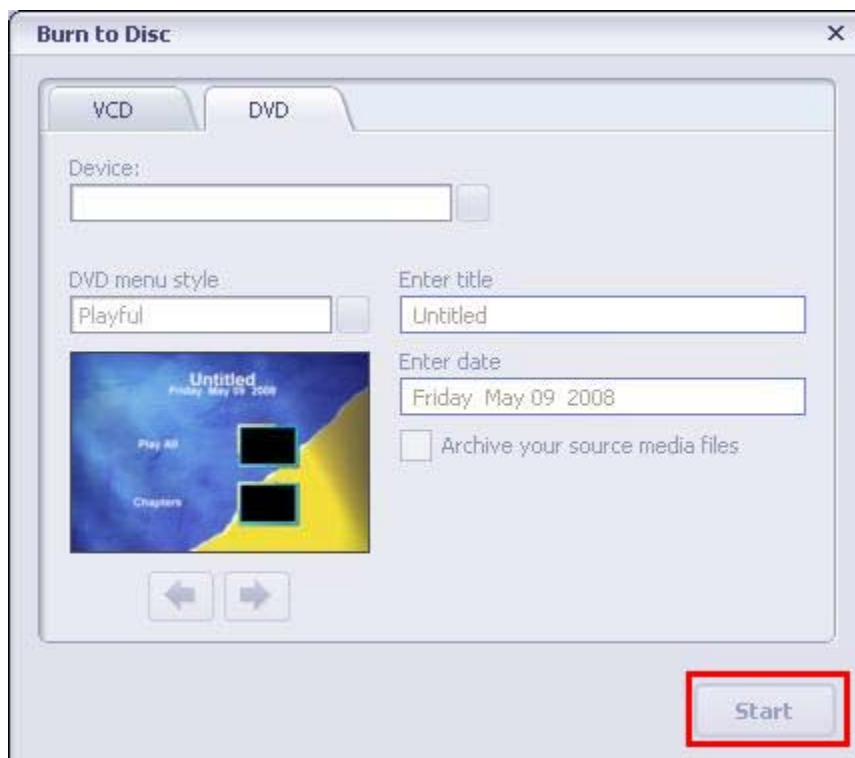 Burn to Disc
VCD
DVD
Device:
DVD menu style
Playful
Enter title
Untitled
Enter date
Friday May 09 2008
Archive your source media files
Untitled
Friday May 09 2008
Play All
Chapters
Start